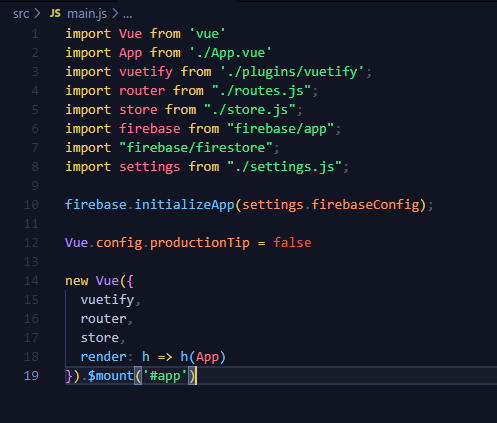 src > JS main.js > ...
1 import Vue from 'vue'
2 import App from './App.vue'
3 import vuetify from './plugins/vuetify';
4 import router from "./routes.js";
5 import store from "./store.js";
6 import firebase from "firebase/app";
7 import "firebase/firestore";
8 import settings from "./settings.js";
9
10 firebase.initializeApp(settings.firebaseConfig);
11
12 Vue.config.productionTip = false
13
14 new Vue({
15   vuetify,
16   router,
17   store,
18   render: h => h(App)
19 }).$mount('#app')